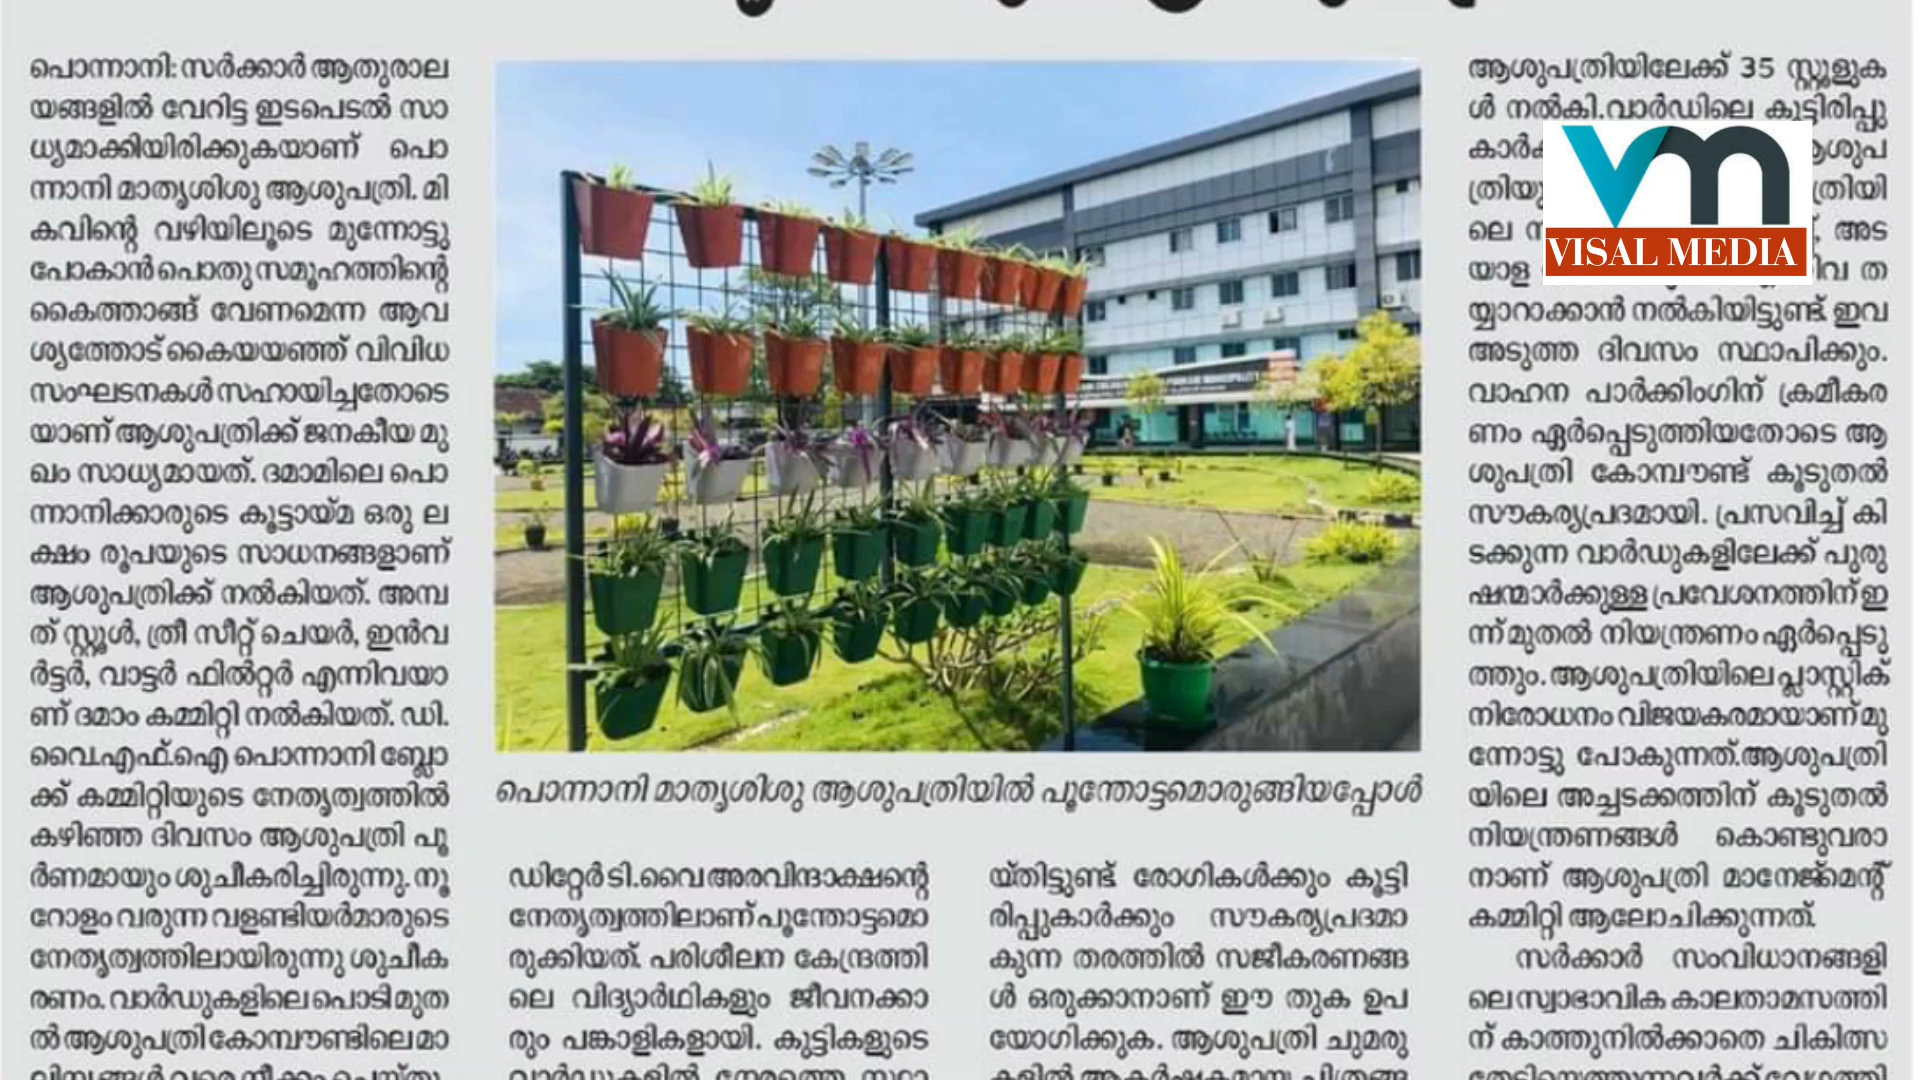 പൊന്നാനി: സർക്കാർ ആതുരാല
യങ്ങളിൽ വേറിട്ട ഇടപെടൽ സാ
ധ്യമാക്കിയിരിക്കുകയാണ് പൊ
ന്നാനി മാതൃശിശു ആശുപത്രി. മി
കവിന്റെ വഴിയിലൂടെ മുന്നോട്ടു
പോകാൻ പൊതു സമൂഹത്തിന്റെ
കൈത്താങ്ങ് വേണമെന്ന ആവ
ശ്യത്തോട് കൈയയഞ്ഞ് വിവിധ
സംഘടനകൾ സഹായിച്ചതോടെ
യാണ് ആശുപത്രിക്ക് ജനകീയ മു
ഖം സാധ്യമായത്. ദമാമിലെ പൊ
ന്നാനിക്കാരുടെ കൂട്ടായ്മ ഒരു ല
ക്ഷം രൂപയുടെ സാധനങ്ങളാണ്
ആശുപത്രിക്ക് നൽകിയത്. അമ്പ
ത് സ്റ്റൂൾ, ത്രീ സീറ്റ് ചെയർ, ഇൻവ
ർട്ടർ, വാട്ടർ ഫിൽറ്റർ എന്നിവയാ
ണ് ദമാം കമ്മിറ്റി നൽകിയത്. ഡി.
വൈ.എഫ്.ഐ പൊന്നാനി ബ്ലോ
ക്ക് കമ്മിറ്റിയുടെ നേതൃത്വത്തിൽ
കഴിഞ്ഞ ദിവസം ആശുപത്രി പൂ
ർണമായും ശുചീകരിച്ചിരുന്നു. നൂ
റോളം വരുന്ന വളണ്ടിയർമാരുടെ
നേതൃത്വത്തിലായിരുന്നു ശുചീക
രണം. വാർഡുകളിലെ പൊടി മുത
ൽ ആശുപത്രി കോമ്പൗണ്ടിലെ മാ
പൊന്നാനി മാതൃശിശു ആശുപത്രിയിൽ പൂന്തോട്ടമൊരുങ്ങിയപ്പോൾ
ഡിറ്റേർ ടി.വൈ അരവിന്ദാക്ഷന്റെ
നേതൃത്വത്തിലാണ് പൂന്തോട്ടമൊ
രുക്കിയത്. പരിശീലന കേന്ദ്രത്തി
ലെ വിദ്യാർഥികളും ജീവനക്കാ
രും പങ്കാളികളായി. കുട്ടികളുടെ
യ്തിട്ടുണ്ട്. രോഗികൾക്കും കൂട്ടി
രിപ്പുകാർക്കും സൗകര്യപ്രദമാ
കുന്ന തരത്തിൽ സജീകരണങ്ങ
ൾ ഒരുക്കാനാണ് ഈ തുക ഉപ
യോഗിക്കുക. ആശുപത്രി ചുമരു
ആശുപത്രിയിലേക്ക് 35 സ്റ്റൂളുക
ൾ നൽകി.വാർഡിലെ കൂട്ടിരിപ്പു
VISAL MEDIA
യ്യാറാക്കാൻ നൽകിയിട്ടുണ്ട്. ഇവ
അടുത്ത ദിവസം സ്ഥാപിക്കും.
വാഹന പാർക്കിംഗിന് ക്രമീകര
ണം ഏർപ്പെടുത്തിയതോടെ ആ
ശുപത്രി കോമ്പൗണ്ട് കൂടുതൽ
സൗകര്യപ്രദമായി. പ്രസവിച്ച് കി
ടക്കുന്ന വാർഡുകളിലേക്ക് പുരു
ഷന്മാർക്കുള്ള പ്രവേശനത്തിന് ഇ
ന്ന് മുതൽ നിയന്ത്രണം ഏർപ്പെടു
ത്തും. ആശുപത്രിയിലെ പ്ലാസ്റ്റിക്
നിരോധനം വിജയകരമായാണ് മു
ന്നോട്ടു പോകുന്നത്.ആശുപത്രി
യിലെ അച്ചടക്കത്തിന് കൂടുതൽ
നിയന്ത്രണങ്ങൾ കൊണ്ടുവരാ
നാണ് ആശുപത്രി മാനേജ്മെന്റ്
കമ്മിറ്റി ആലോചിക്കുന്നത്.
സർക്കാർ സംവിധാനങ്ങളി
ലെ സ്വാഭാവിക കാലതാമസത്തി
ന് കാത്തുനിൽക്കാതെ ചികിത്സ